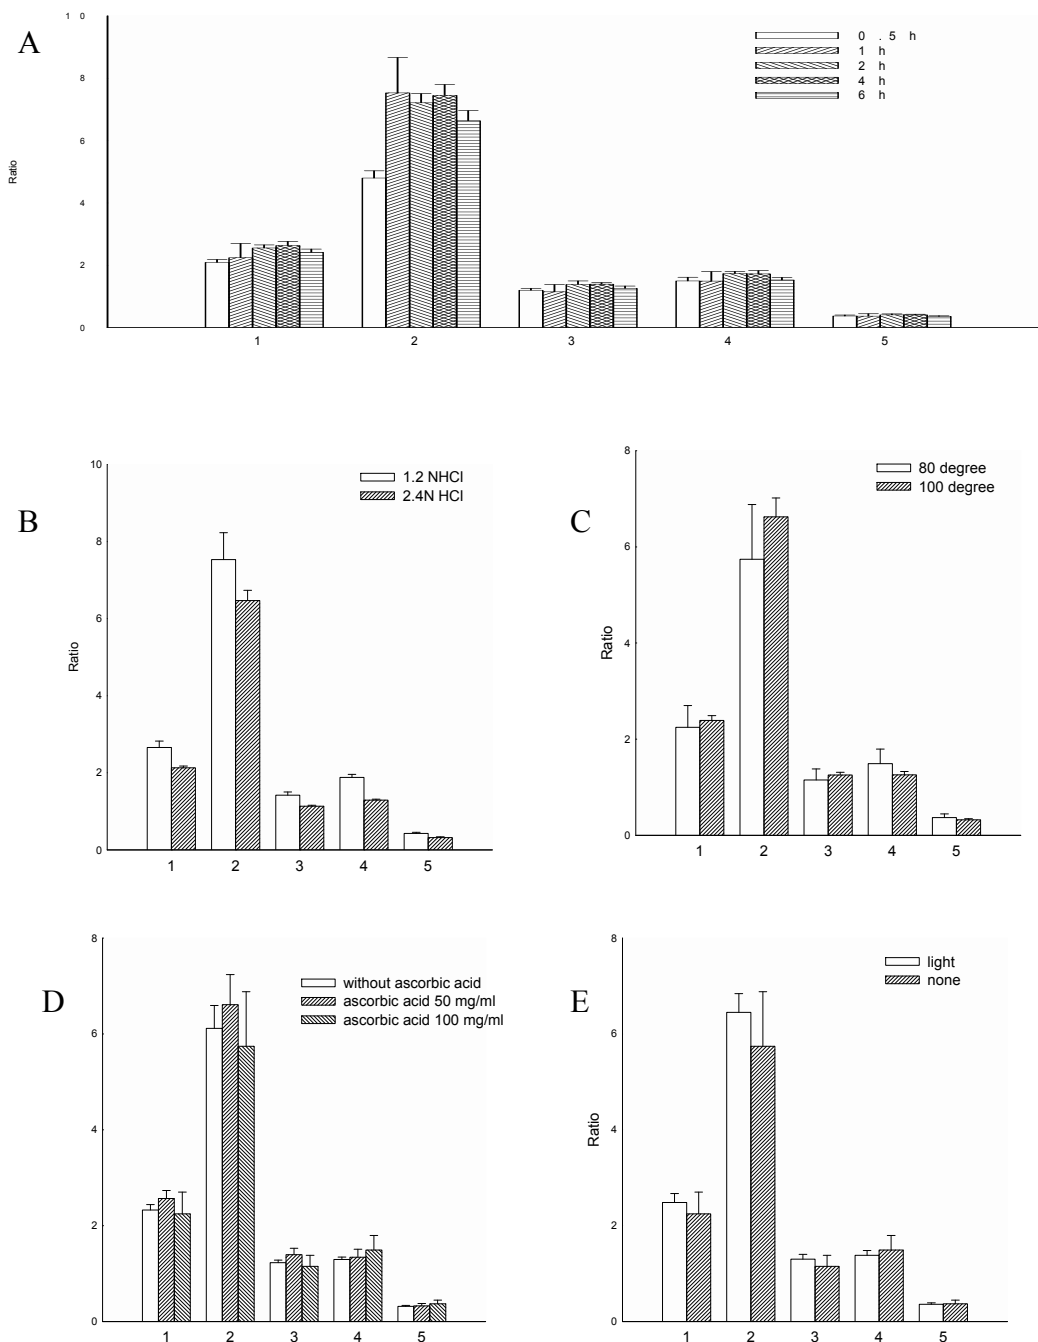 A
1 0
8
6
4
2
0
Ratio
0 . 5 h
1 h
2 h
4 h
6 h
1 2 3 4 5
B
10
8
6
4
2
0
Ratio
1.2 NHCl
2.4N HCl
1 2 3 4 5
C
8
6
4
2
0
Ratio
80 degree
100 degree
1 2 3 4 5
D
8
6
4
2
0
without ascorbic acid
ascorbic acid 50 mg/ml
ascorbic acid 100 mg/ml
1 2 3 4 5
E
8
6
4
2
0
Ratio
light
none
1 2 3 4 5